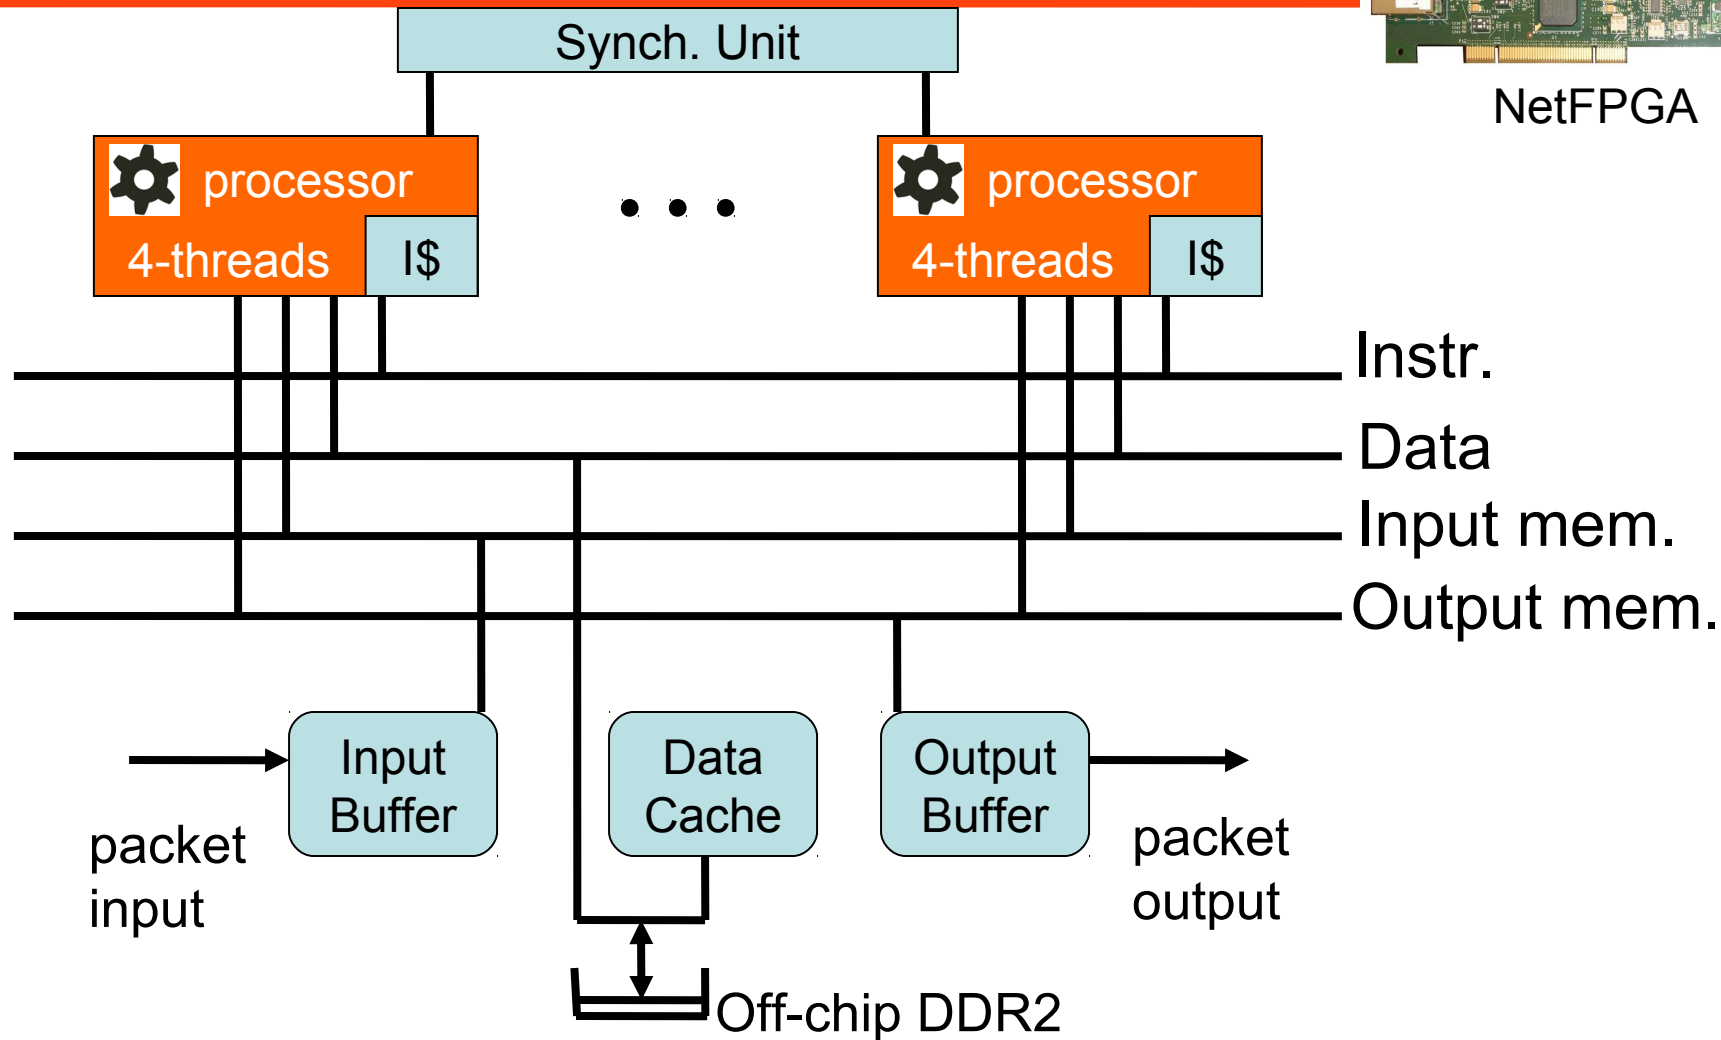 Synch. Unit
NetFPGA
processor
4-threads
I$
processor
4-threads
I$
Instr.
Data
Input mem.
Output mem.
Input
Buffer
Data
Cache
Output
Buffer
packet
input
packet
output
Off-chip DDR2